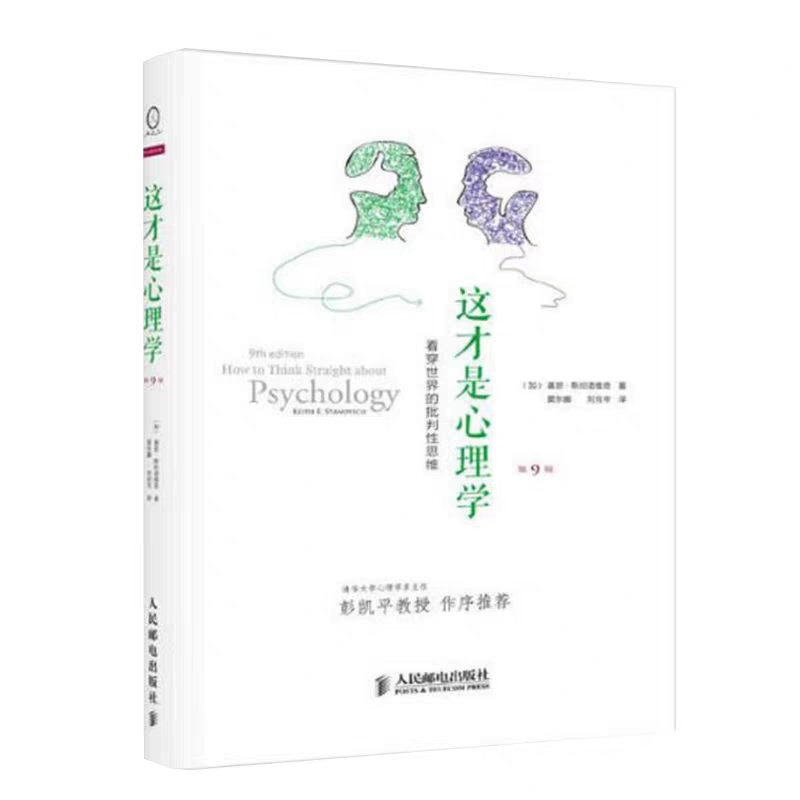 这才是心理学
第9版
人民邮电出版社
9th edition
How to Think Straight about
Psychology
Keith E. Stanovich
看穿世界的批判性思维
这才是心理学
第9版
（加）基思·斯坦诺维奇 著
窦东徽 刘肖岑 译
清华大学心理学系主任
彭凯平教授 作序推荐
人民邮电出版社
POSTS & TELECOM PRESS